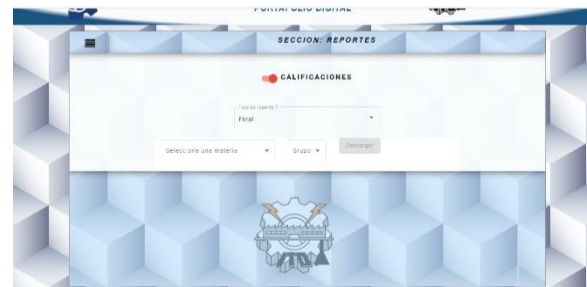 PORTAFOLIO DIGITAL
SECCION: REPORTES
CALIFICACIONES
Tipo de reporte *
Final
Seleccione una materia
Grupo
Descargar